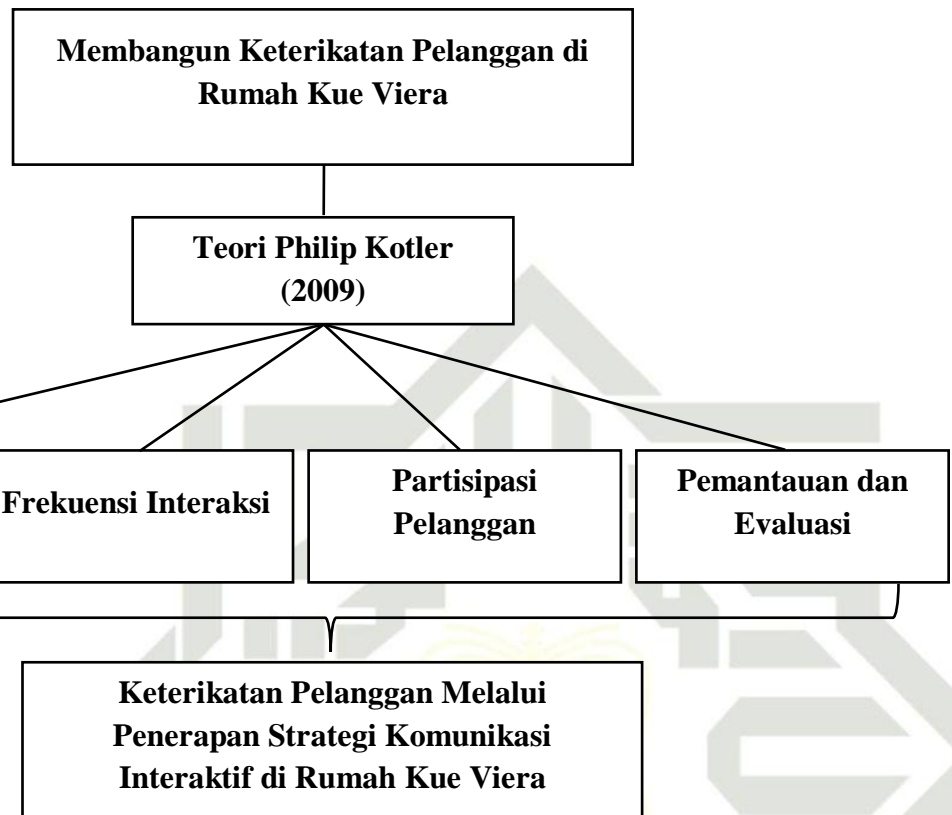 Membangun Keterikatan Pelanggan di
Rumah Kue Viera
Teori Philip Kotler
(2009)
Frekuensi Interaksi
Partisipasi
Pelanggan
Pemantauan dan
Evaluasi
Keterikatan Pelanggan Melalui
Penerapan Strategi Komunikasi
Interaktif di Rumah Kue Viera